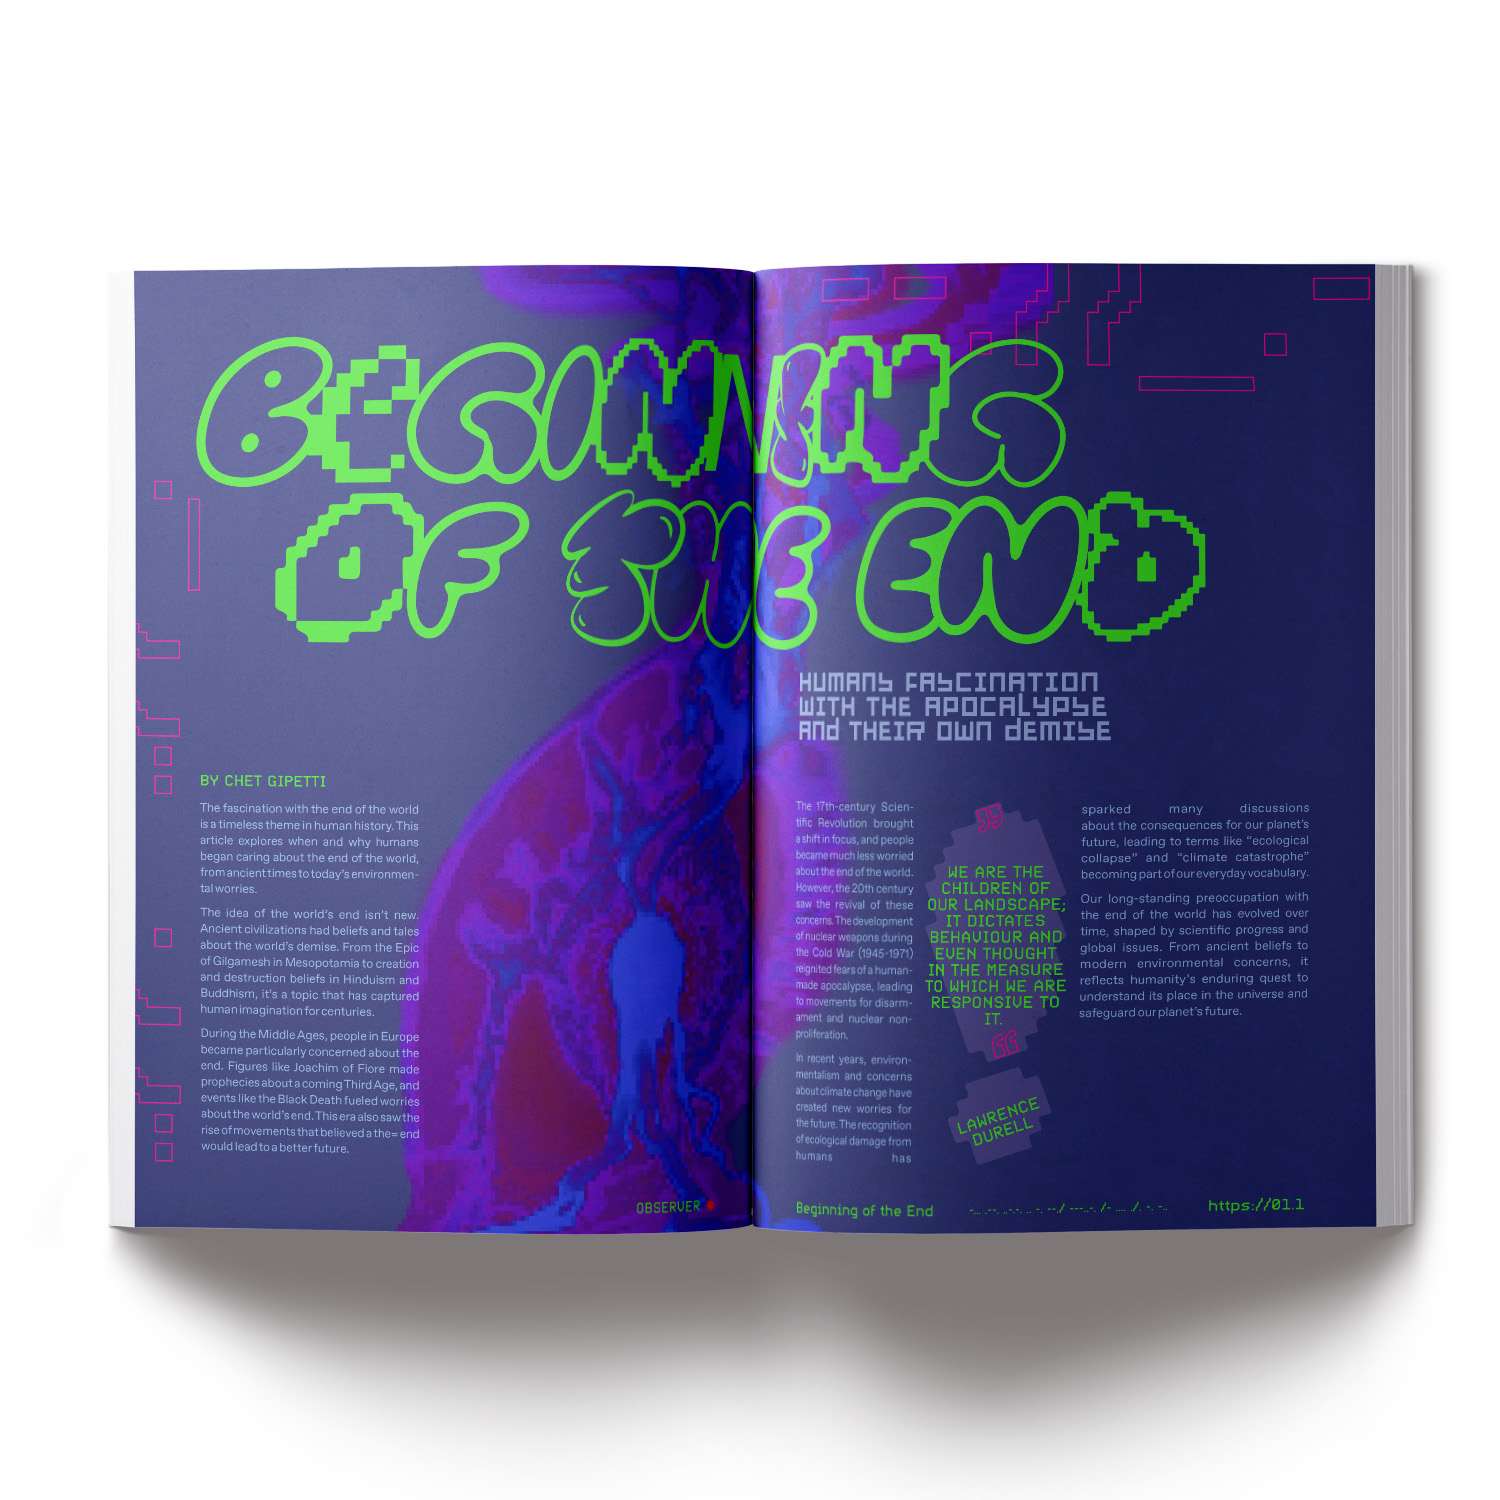 BEGINNING
OF THE END
HUMANS FASCINATION
WITH THE APOCALYPSE
AND THEIR OWN DEMISE
BY CHET GIPETTI
The fascination with the end of the world
is a timeless theme in human history. This
article explores when and why humans
began caring about the end of the world,
from ancient times to today's environmen-
tal worries.
The idea of the world's end isn't new.
Ancient civilizations had beliefs and tales
about the world's demise. From the Epic
of Gilgamesh in Mesopotamia to creation
and destruction beliefs in Hinduism and
Buddhism, it's a topic that has captured
human imagination for centuries.
During the Middle Ages, people in Europe
became particularly concerned about the
end. Figures like Joachim of Fiore made
prophecies about a coming Third Age, and
events like the Black Death fueled worries
about the world's end. This era also saw the
rise of movements that believed a the= end
would lead to a better future.
OBSERVER
The 17th-century Scien-
tific Revolution brought
a shift in focus, and people
became much less worried
about the end of the world.
However, the 20th century
saw the revival of these
concerns. The development
of nuclear weapons during
the Cold War (1945-1971)
reignited fears of a human-
made apocalypse, leading
to movements for disarm-
ament and nuclear non-
proliferation.
In recent years, environ-
mentalism and concerns
about climate change have
created new worries for
the future. The recognition
of ecological damage from
humans has
”
WE ARE THE
CHILDREN OF
OUR LANDSCAPE;
IT DICTATES
BEHAVIOUR AND
EVEN THOUGHT
IN THE MEASURE
TO WHICH WE ARE
RESPONSIVE TO
IT.
“
LAWRENCE
DURELL
sparked many discussions
about the consequences for our planet's
future, leading to terms like "ecological
collapse" and "climate catastrophe"
becoming part of our everyday vocabulary.
Our long-standing preoccupation with
the end of the world has evolved over
time, shaped by scientific progress and
global issues. From ancient beliefs to
modern environmental concerns, it
reflects humanity's enduring quest to
understand its place in the universe and
safeguard our planet's future.
Beginning of the End
https://01.1